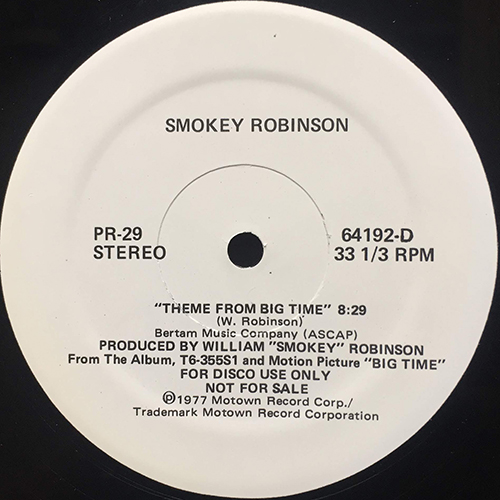 SMOKEY ROBINSON
PR-29 64192-D
STEREO 33 1/3 RPM
"THEME FROM BIG TIME" 8:29
(W. Robinson)
Bertam Music Company (ASCAP)
PRODUCED BY WILLIAM "SMOKEY" ROBINSON
From The Album, T6-355S1 and Motion Picture "BIG TIME"
FOR DISCO USE ONLY
NOT FOR SALE
℗1977 Motown Record Corp./
Trademark Motown Record Corporation